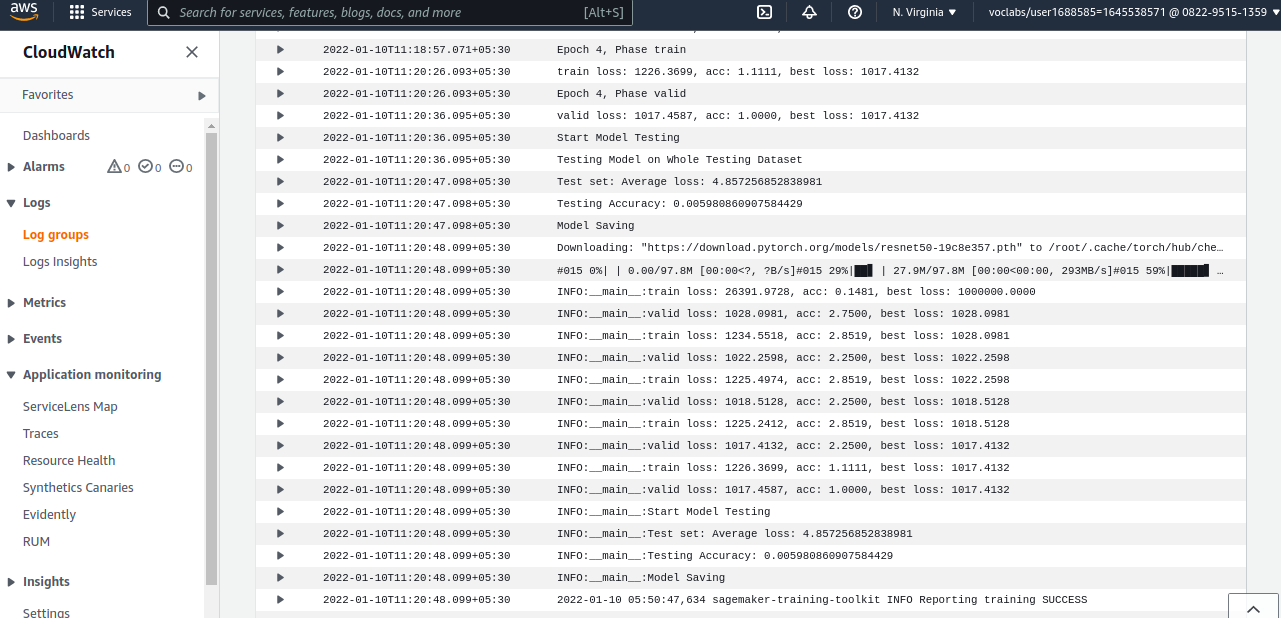 aws
Services
Search for services, features, blogs, docs, and more
[Alt+S]
N. Virginia
voclabs/user1688585=1645538571 @ 0822-9515-1359
CloudWatch
Favorites
Dashboards
Alarms 0 0 0
Logs
Log groups
Logs Insights
Metrics
Events
Application monitoring
ServiceLens Map
Traces
Resource Health
Synthetics Canaries
Evidently
RUM
Insights
Settings
2022-01-10T11:18:57.071+05:30 Epoch 4, Phase train
2022-01-10T11:20:26.093+05:30 train loss: 1226.3699, acc: 1.1111, best loss: 1017.4132
2022-01-10T11:20:26.093+05:30 Epoch 4, Phase valid
2022-01-10T11:20:36.095+05:30 valid loss: 1017.4587, acc: 1.0000, best loss: 1017.4132
2022-01-10T11:20:36.095+05:30 Start Model Testing
2022-01-10T11:20:36.095+05:30 Testing Model on Whole Testing Dataset
2022-01-10T11:20:47.098+05:30 Test set: Average loss: 4.857256852838981
2022-01-10T11:20:47.098+05:30 Testing Accuracy: 0.005980860907584429
2022-01-10T11:20:47.098+05:30 Model Saving
2022-01-10T11:20:48.099+05:30 Downloading: "https://download.pytorch.org/models/resnet50-19c8e357.pth" to /root/.cache/torch/hub/che…
2022-01-10T11:20:48.099+05:30 #015 0%| | 0.00/97.8M [00:00<?, ?B/s]#015 29%|██▊ | 27.9M/97.8M [00:00<00:00, 293MB/s]#015 59%|█████▊ …
2022-01-10T11:20:48.099+05:30 INFO:__main__:train loss: 26391.9728, acc: 0.1481, best loss: 1000000.0000
2022-01-10T11:20:48.099+05:30 INFO:__main__:valid loss: 1028.0981, acc: 2.7500, best loss: 1028.0981
2022-01-10T11:20:48.099+05:30 INFO:__main__:train loss: 1234.5518, acc: 2.8519, best loss: 1028.0981
2022-01-10T11:20:48.099+05:30 INFO:__main__:valid loss: 1022.2598, acc: 2.2500, best loss: 1022.2598
2022-01-10T11:20:48.099+05:30 INFO:__main__:train loss: 1225.4974, acc: 2.8519, best loss: 1022.2598
2022-01-10T11:20:48.099+05:30 INFO:__main__:valid loss: 1018.5128, acc: 2.2500, best loss: 1018.5128
2022-01-10T11:20:48.099+05:30 INFO:__main__:train loss: 1225.2412, acc: 2.8519, best loss: 1018.5128
2022-01-10T11:20:48.099+05:30 INFO:__main__:valid loss: 1017.4132, acc: 2.2500, best loss: 1017.4132
2022-01-10T11:20:48.099+05:30 INFO:__main__:train loss: 1226.3699, acc: 1.1111, best loss: 1017.4132
2022-01-10T11:20:48.099+05:30 INFO:__main__:valid loss: 1017.4587, acc: 1.0000, best loss: 1017.4132
2022-01-10T11:20:48.099+05:30 INFO:__main__:Start Model Testing
2022-01-10T11:20:48.099+05:30 INFO:__main__:Test set: Average loss: 4.857256852838981
2022-01-10T11:20:48.099+05:30 INFO:__main__:Testing Accuracy: 0.005980860907584429
2022-01-10T11:20:48.099+05:30 INFO:__main__:Model Saving
2022-01-10T11:20:48.099+05:30 2022-01-10 05:50:47,634 sagemaker-training-toolkit INFO Reporting training SUCCESS